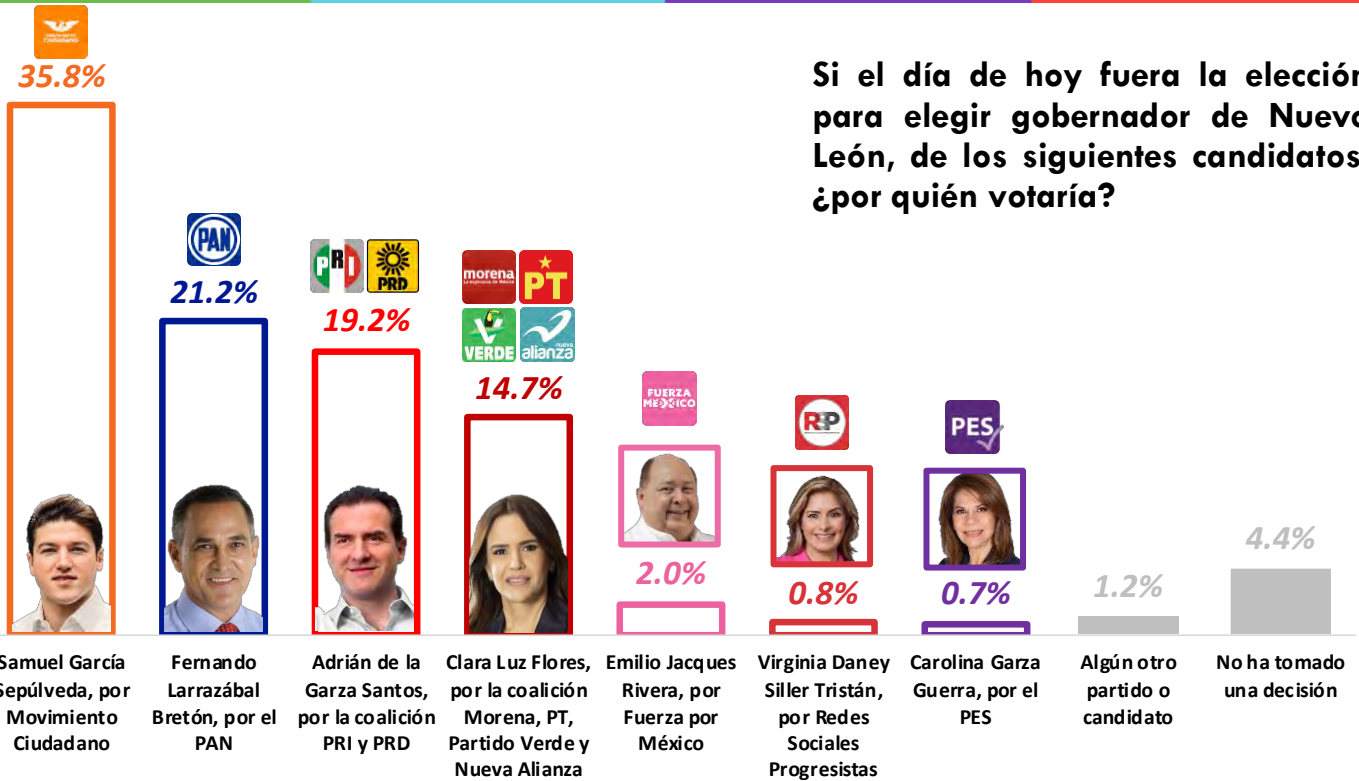 CIUDADANO
35.8%
Si el día de hoy fuera la elección
para elegir gobernador de Nuevo
León, de los siguientes candidatos
¿por quién votaría?
PAN
21.2%
PRI
PRD
19.2%
morena
La esperanza de México
PT
VERDE
nueva
alianza
14.7%
FUERZA
MÉXICO
2.0%
RSP
0.8%
PES
0.7%
1.2%
4.4%
Samuel García
Sepúlveda, por
Movimiento
Ciudadano
Fernando
Larrazábal
Bretón, por el
PAN
Adrián de la
Garza Santos,
por la coalición
PRI y PRD
Clara Luz Flores,
por la coalición
Morena, PT,
Partido Verde y
Nueva Alianza
Emilio Jacques
Rivera, por
Fuerza por
México
Virginia Daney
Siller Tristán,
por Redes
Sociales
Progresistas
Carolina Garza
Guerra, por el
PES
Algún otro
partido o
candidato
No ha tomado
una decisión